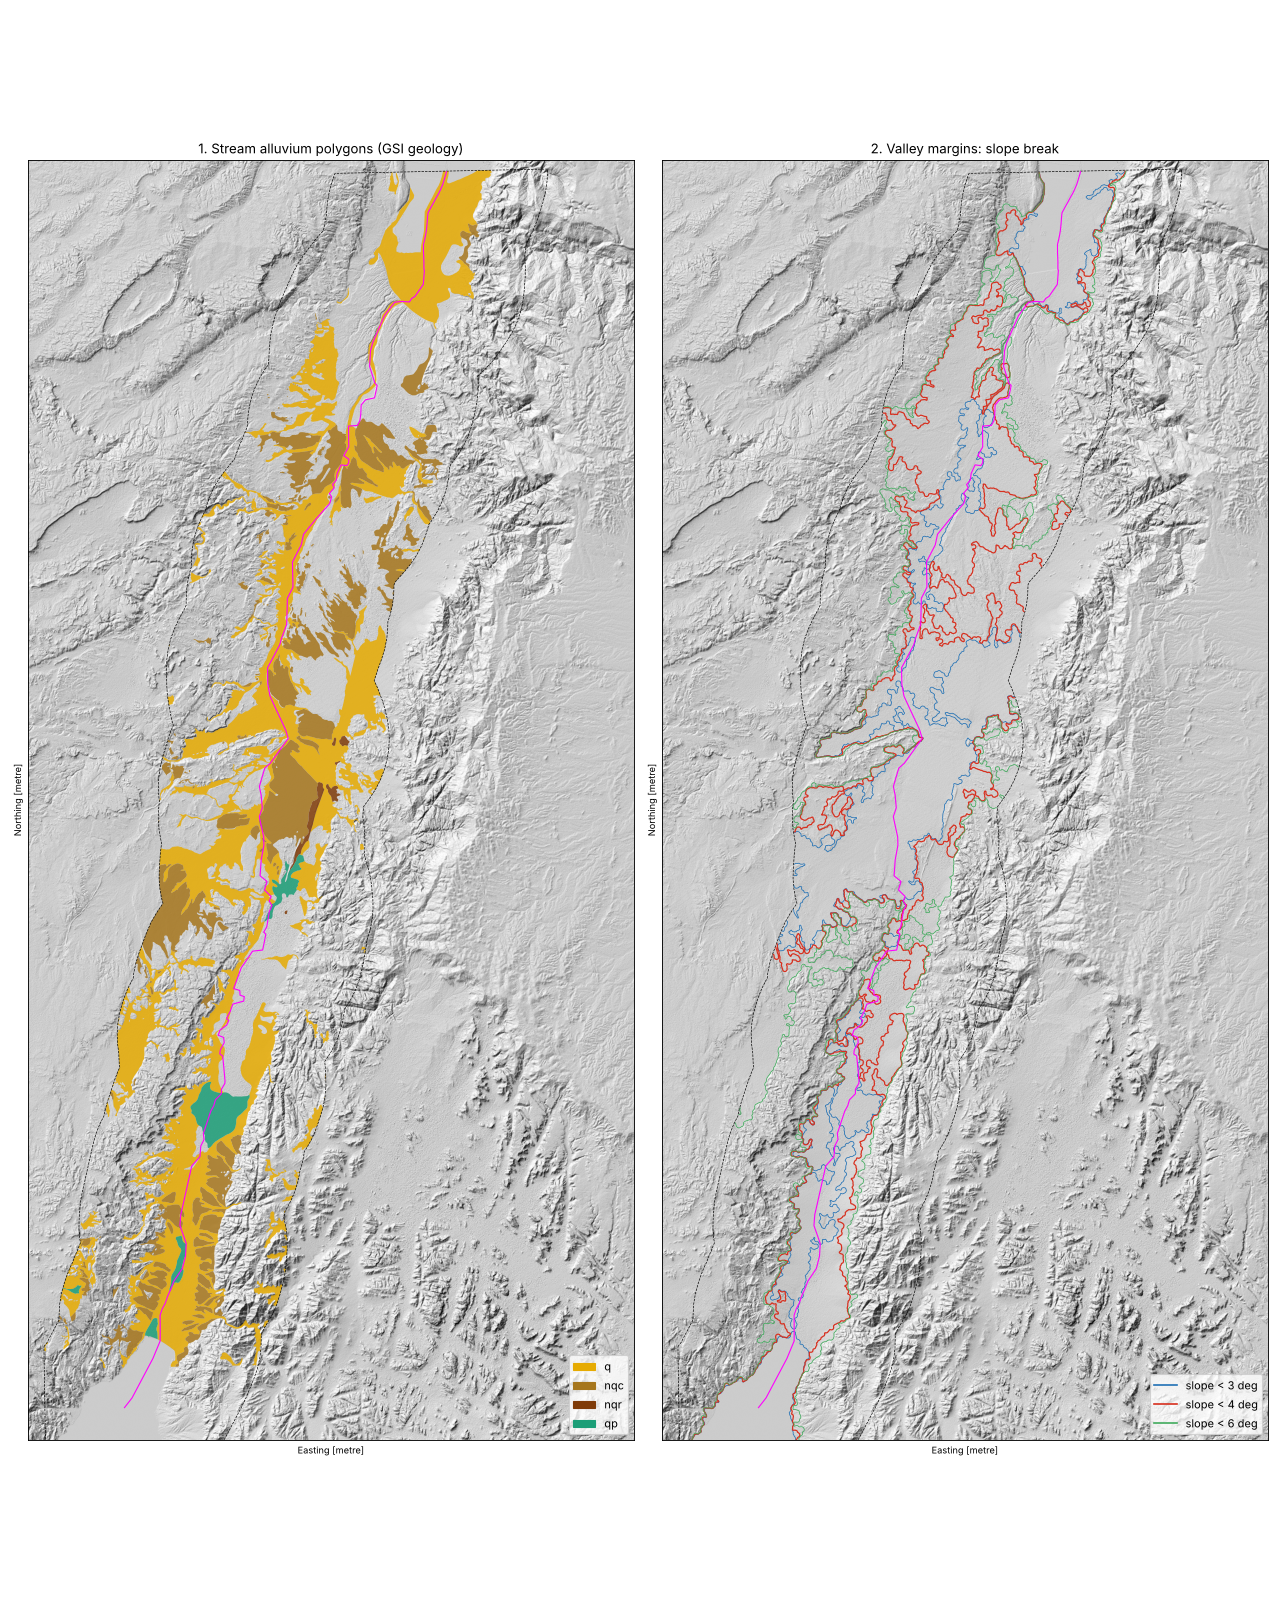 1. Stream alluvium polygons (GSI geology)
2. Valley margins: slope break
Northing [metre]
Northing [metre]
q
nqc
nqr
qp
slope < 3 deg
slope < 4 deg
slope < 6 deg
Easting [metre]
Easting [metre]